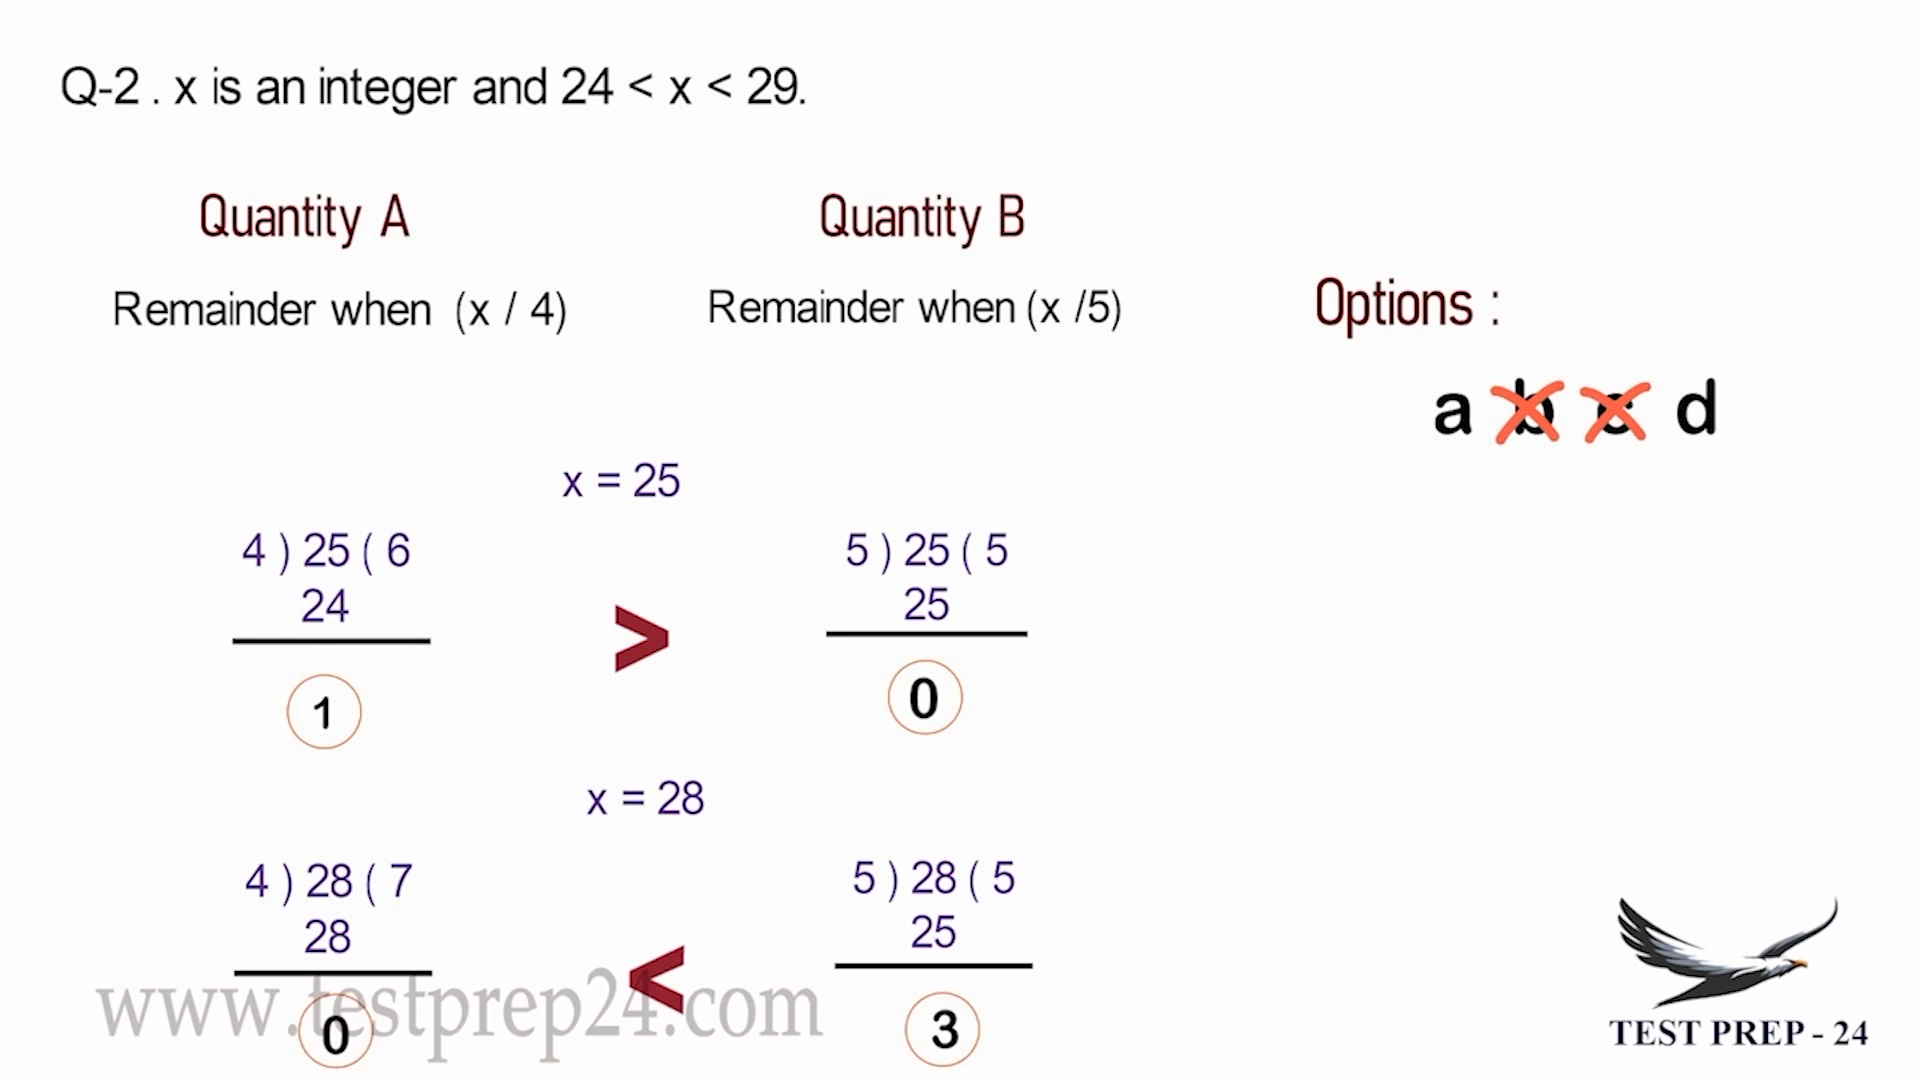 Q-2 . x is an integer and 24 < x < 29.
Quantity A
Quantity B
Remainder when (x / 4)
Remainder when (x /5)
Options :
a b c d
x = 25
4 ) 25 ( 6
24
1
>
5 ) 25 ( 5
25
0
x = 28
4 ) 28 ( 7
28
0
<
5 ) 28 ( 5
25
3
www.testprep24.com
TEST PREP - 24